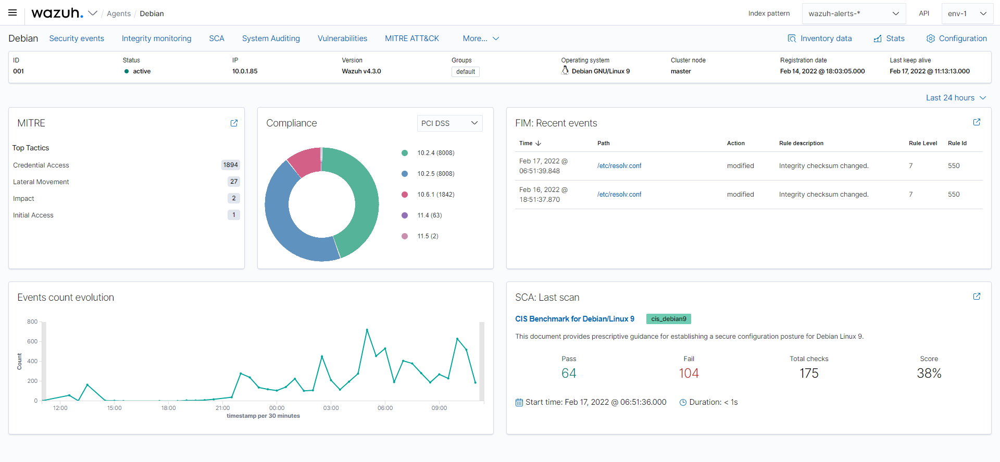 wazuh. / Agents / Debian
Index pattern wazuh-alerts-* API env-1
Debian Security events Integrity monitoring SCA System Auditing Vulnerabilities MITRE ATT&CK More... Inventory data Stats Configuration
ID Status IP Version Groups Operating system Cluster node Registration date Last keep alive
001 active 10.0.1.85 Wazuh v4.3.0 default Debian GNU/Linux 9 master Feb 14, 2022 @ 18:03:05.000 Feb 17, 2022 @ 11:13:13.000
Last 24 hours
MITRE
Top Tactics
Credential Access 1894
Lateral Movement 27
Impact 2
Initial Access 1
Compliance PCI DSS
10.2.4 (8008)
10.2.5 (8008)
10.6.1 (1842)
11.4 (63)
11.5 (2)
FIM: Recent events
Time Path Action Rule description Rule Level Rule Id
Feb 17, 2022 @
06:51:39.848 /etc/resolv.conf modified Integrity checksum changed. 7 550
Feb 16, 2022 @
18:51:37.870 /etc/resolv.conf modified Integrity checksum changed. 7 550
Events count evolution
Count
800
600
400
200
0
12:00 15:00 18:00 21:00 00:00 03:00 06:00 09:00
timestamp per 30 minutes
SCA: Last scan
CIS Benchmark for Debian/Linux 9 cis_debian9
This document provides prescriptive guidance for establishing a secure configuration posture for Debian Linux 9.
Pass Fail Total checks Score
64 104 175 38%
Start time: Feb 17, 2022 @ 06:51:36.000 Duration: < 1s